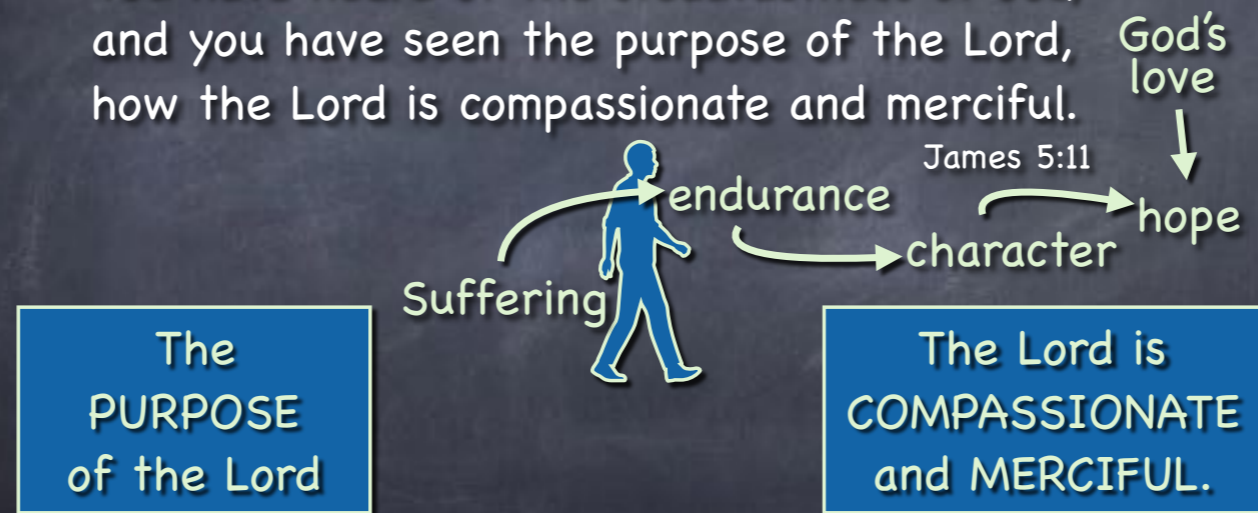 and you have seen the purpose of the Lord,
how the Lord is compassionate and merciful.
James 5:11
God's
love
Suffering
endurance
character
hope
The
PURPOSE
of the Lord
The Lord is
COMPASSIONATE
and MERCIFUL.